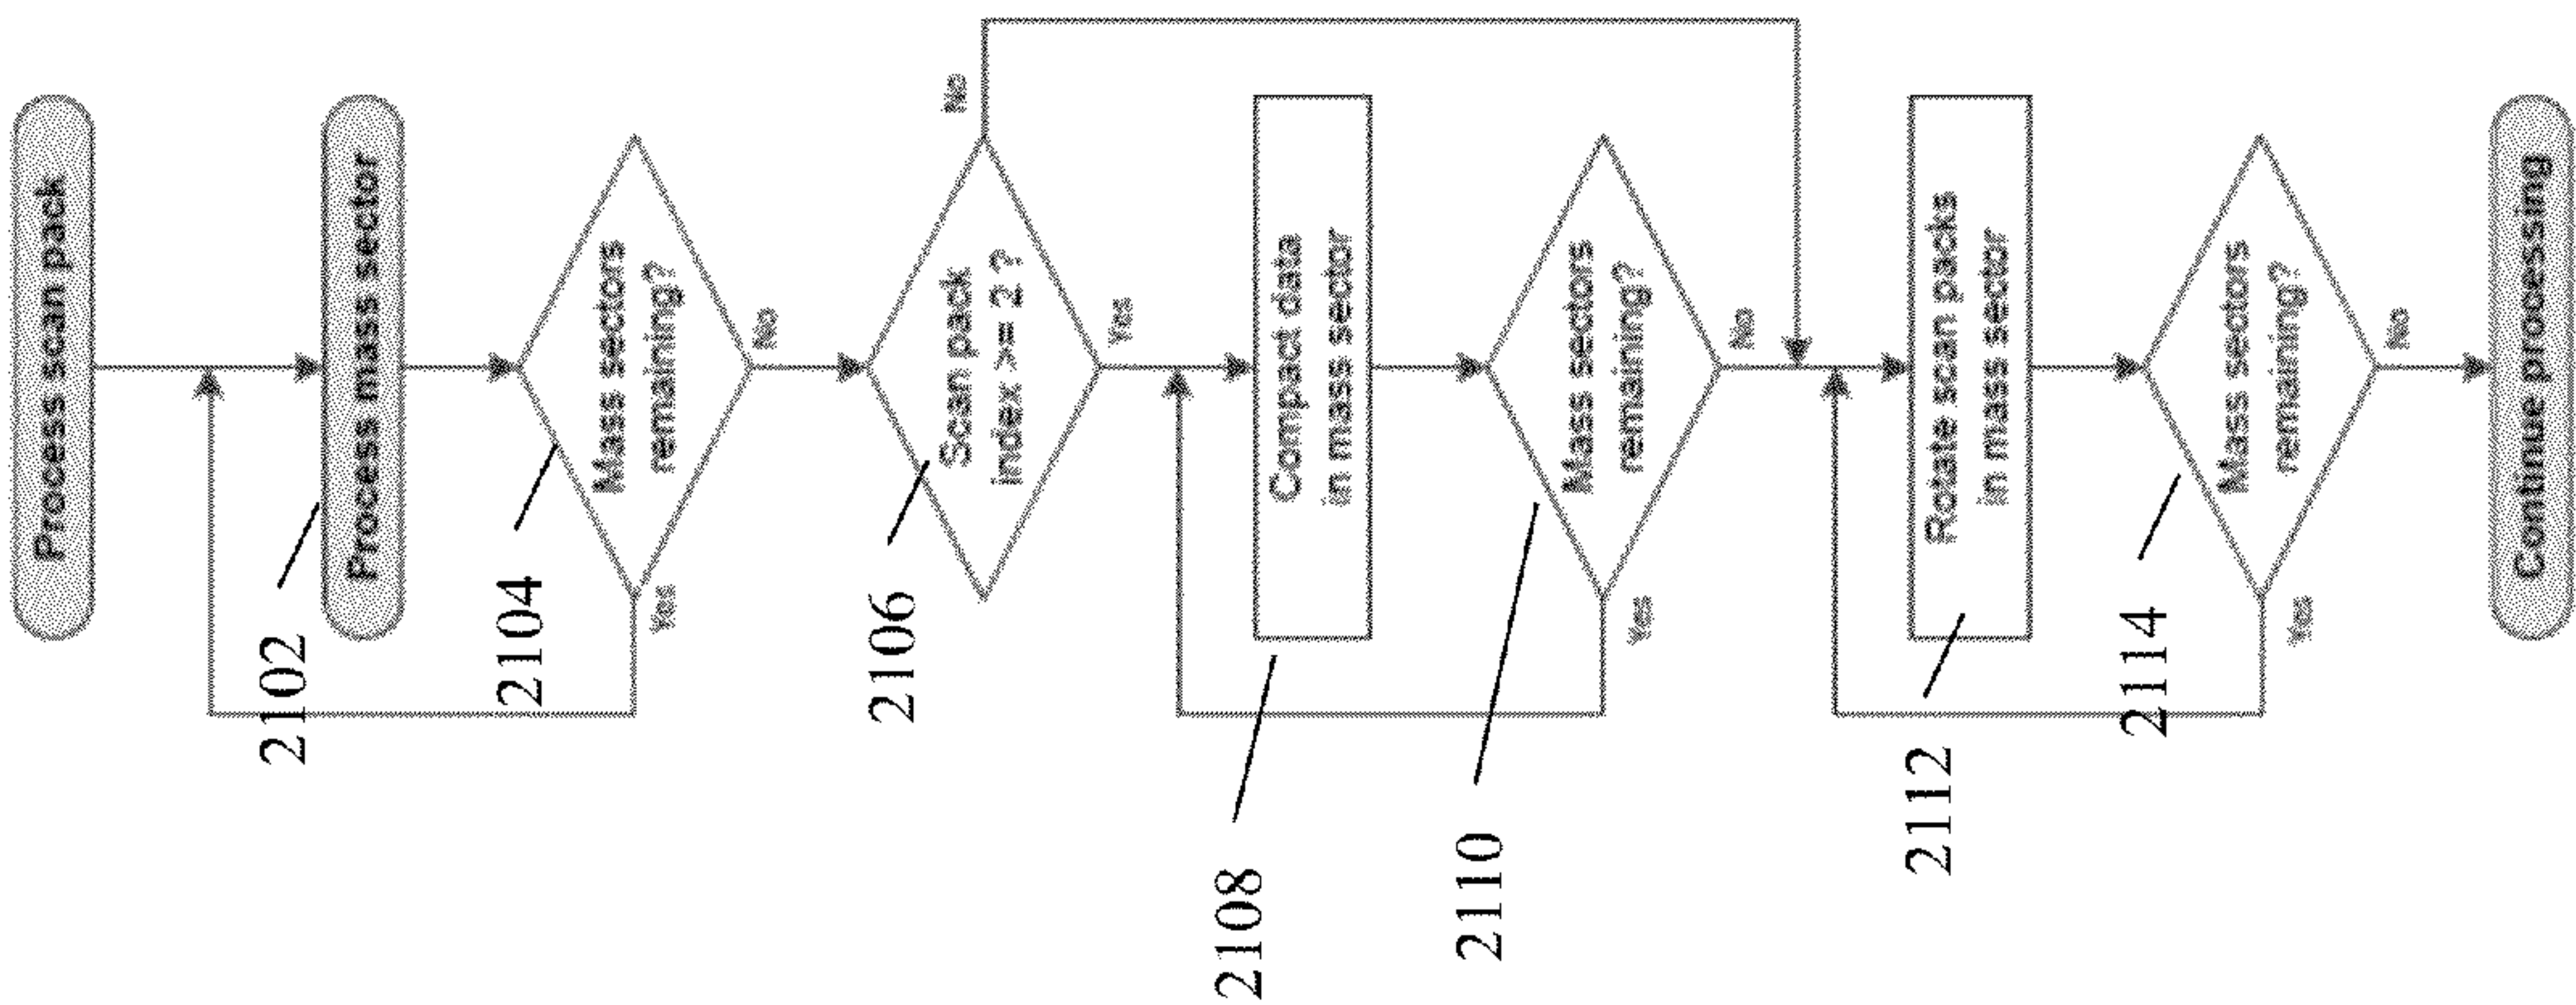 Process scan pack
2102
Process mass sector
2104
Mass sectors
remaining?
Yes
No
2106
Scan pack
index >= 2 ?
No
Yes
2108
Compact data
in mass sector
2110
Mass sectors
remaining?
Yes
No
2112
Rotate scan packs
in mass sector
2114
Mass sectors
remaining?
Yes
No
Continue processing